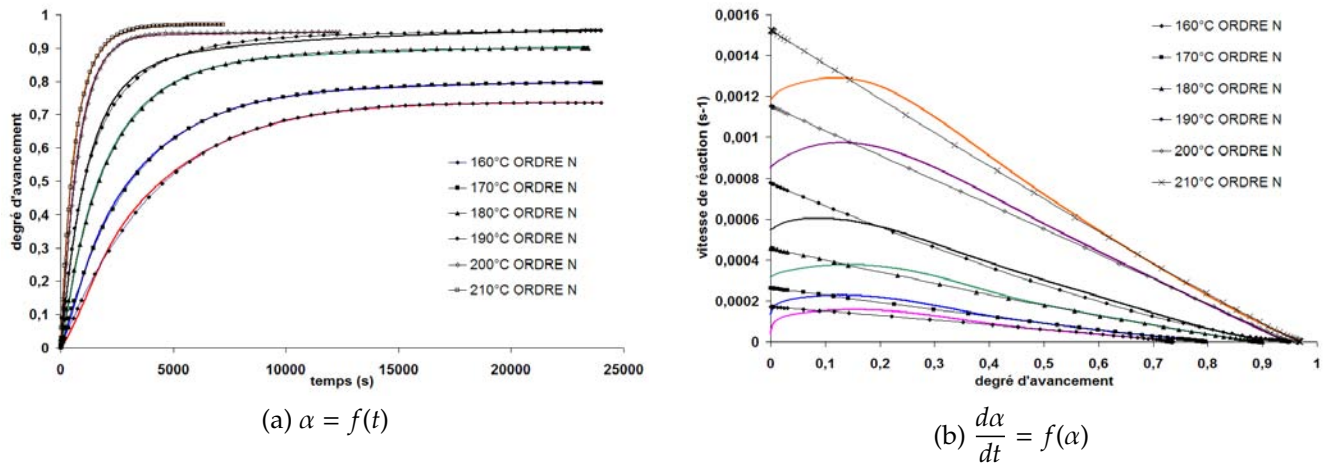 degré d'avancement
1
0,9
0,8
0,7
0,6
0,5
0,4
0,3
0,2
0,1
0
160°C ORDRE N
170°C ORDRE N
180°C ORDRE N
190°C ORDRE N
200°C ORDRE N
210°C ORDRE N
0 5000 10000 15000 20000 25000
temps (s)
(a) α = f(t)
vitesse de réaction (s-1)
0,0016
0,0014
0,0012
0,001
0,0008
0,0006
0,0004
0,0002
0
160°C ORDRE N
170°C ORDRE N
180°C ORDRE N
190°C ORDRE N
200°C ORDRE N
210°C ORDRE N
0 0,1 0,2 0,3 0,4 0,5 0,6 0,7 0,8 0,9 1
degré d'avancement
(b) dα/dt = f(α)